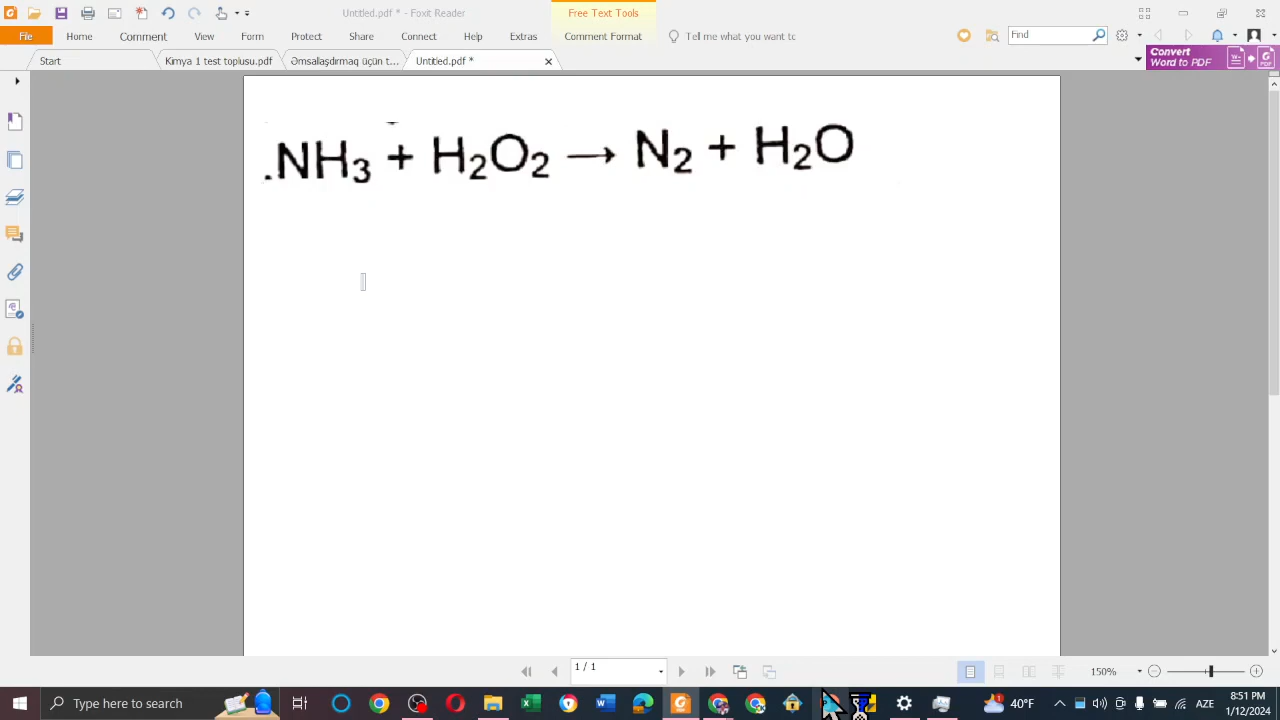 Untitled.pdf * - Foxit Reader
Free Text Tools
File Home Comment View Form Protect Share Connect Help Extras Comment Format Tell me what you want to Find
Start Kimya 1 test toplusu.pdf Əmsalaşdırmaq üçün t... Untitled.pdf *
Convert
Word to PDF
.NH₃ + H₂O₂ → N₂ + H₂O
1 / 1
150%
Type here to search
1
40°F
AZE
8:51 PM
1/12/2024